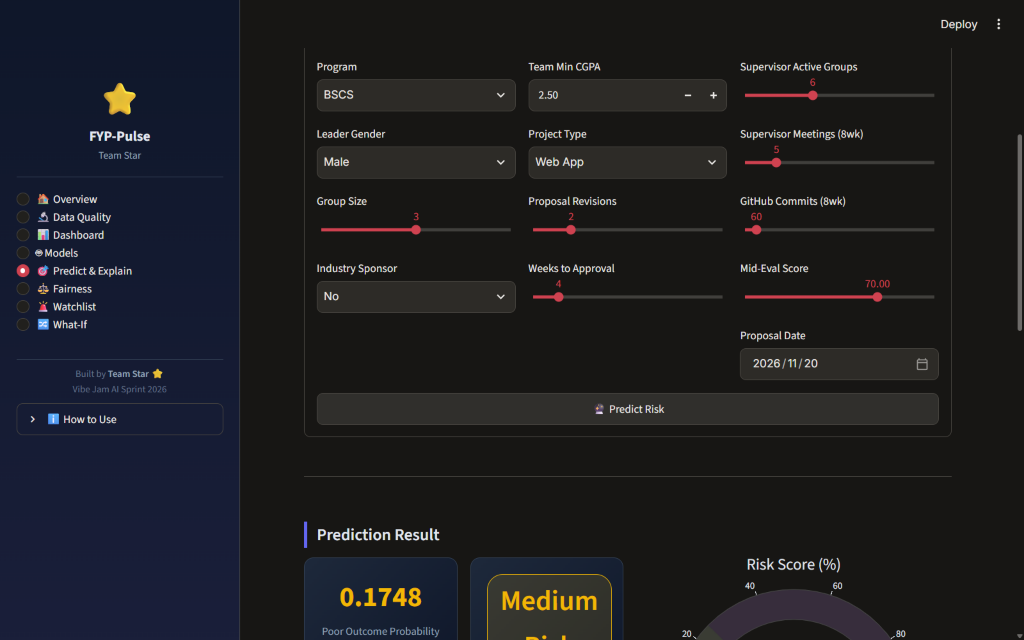 Deploy
FYP-Pulse
Team Star
Overview
Data Quality
Dashboard
Models
Predict & Explain
Fairness
Watchlist
What-If
Built by Team Star
Vibe Jam AI Sprint 2026
How to Use
Program
BSCS
Leader Gender
Male
Group Size
3
Industry Sponsor
No
Team Min CGPA
2.50
Project Type
Web App
Proposal Revisions
2
Weeks to Approval
4
Supervisor Active Groups
6
Supervisor Meetings (8wk)
5
GitHub Commits (8wk)
60
Mid-Eval Score
70.00
Proposal Date
2026/11/20
Predict Risk
Prediction Result
0.1748
Poor Outcome Probability
Medium
Risk
Risk Score (%)
20
40
60
80